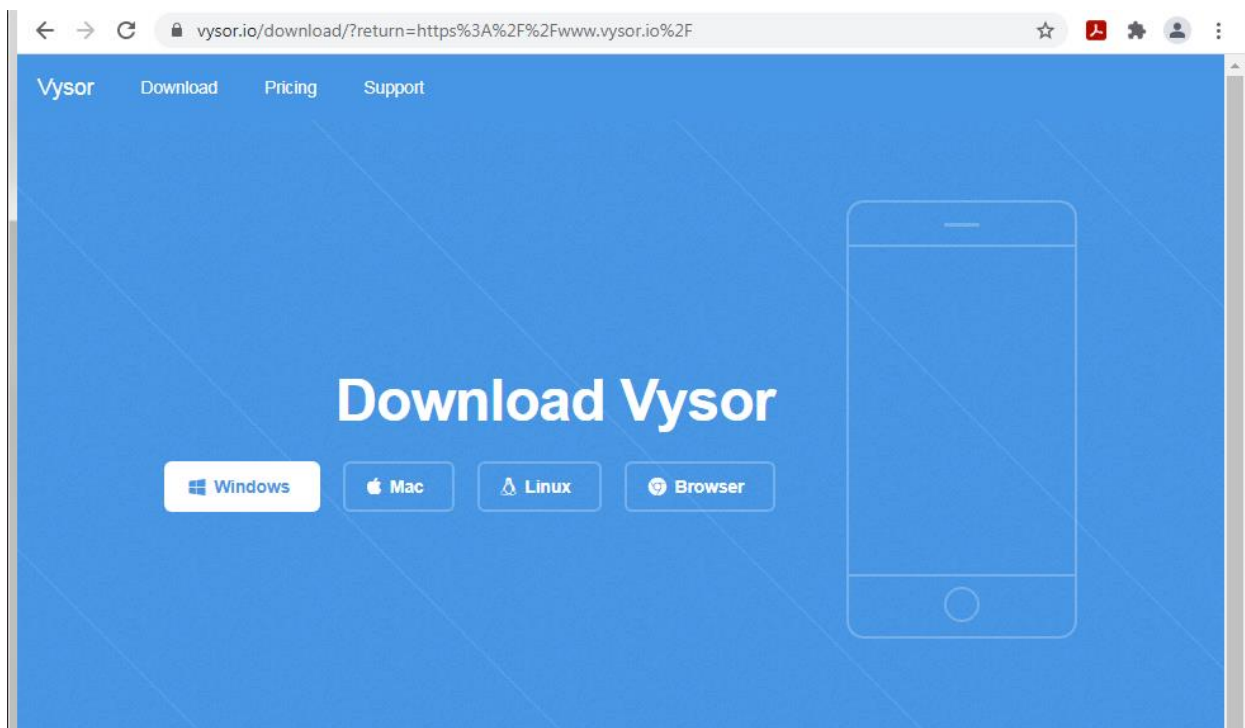 vysor.io/download/?return=https%3A%2F%2Fwww.vysor.io%2F
Vysor Download Pricing Support
Download Vysor
Windows Mac Linux Browser